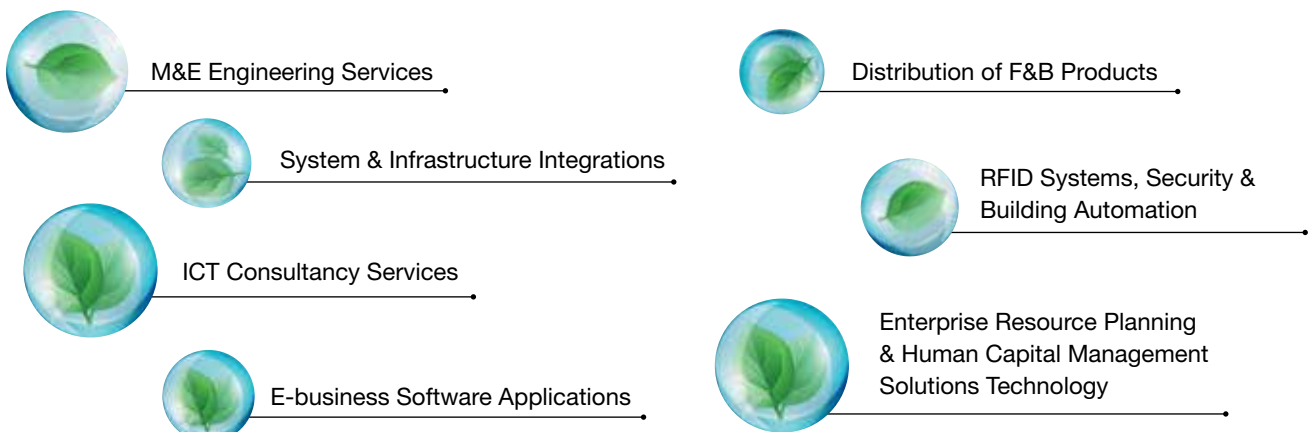 M&E Engineering Services
System & Infrastructure Integrations
ICT Consultancy Services
E-business Software Applications
Distribution of F&B Products
RFID Systems, Security &
Building Automation
Enterprise Resource Planning
& Human Capital Management
Solutions Technology